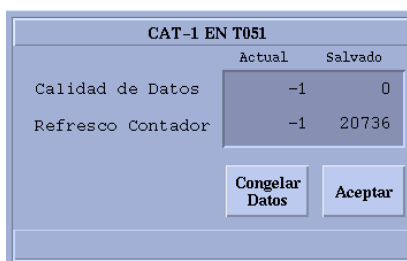 CAT-1 EN T051
Actual Salvado
Calidad de Datos -1 0
Refresco Contador -1 20736
Congelar Datos
Aceptar